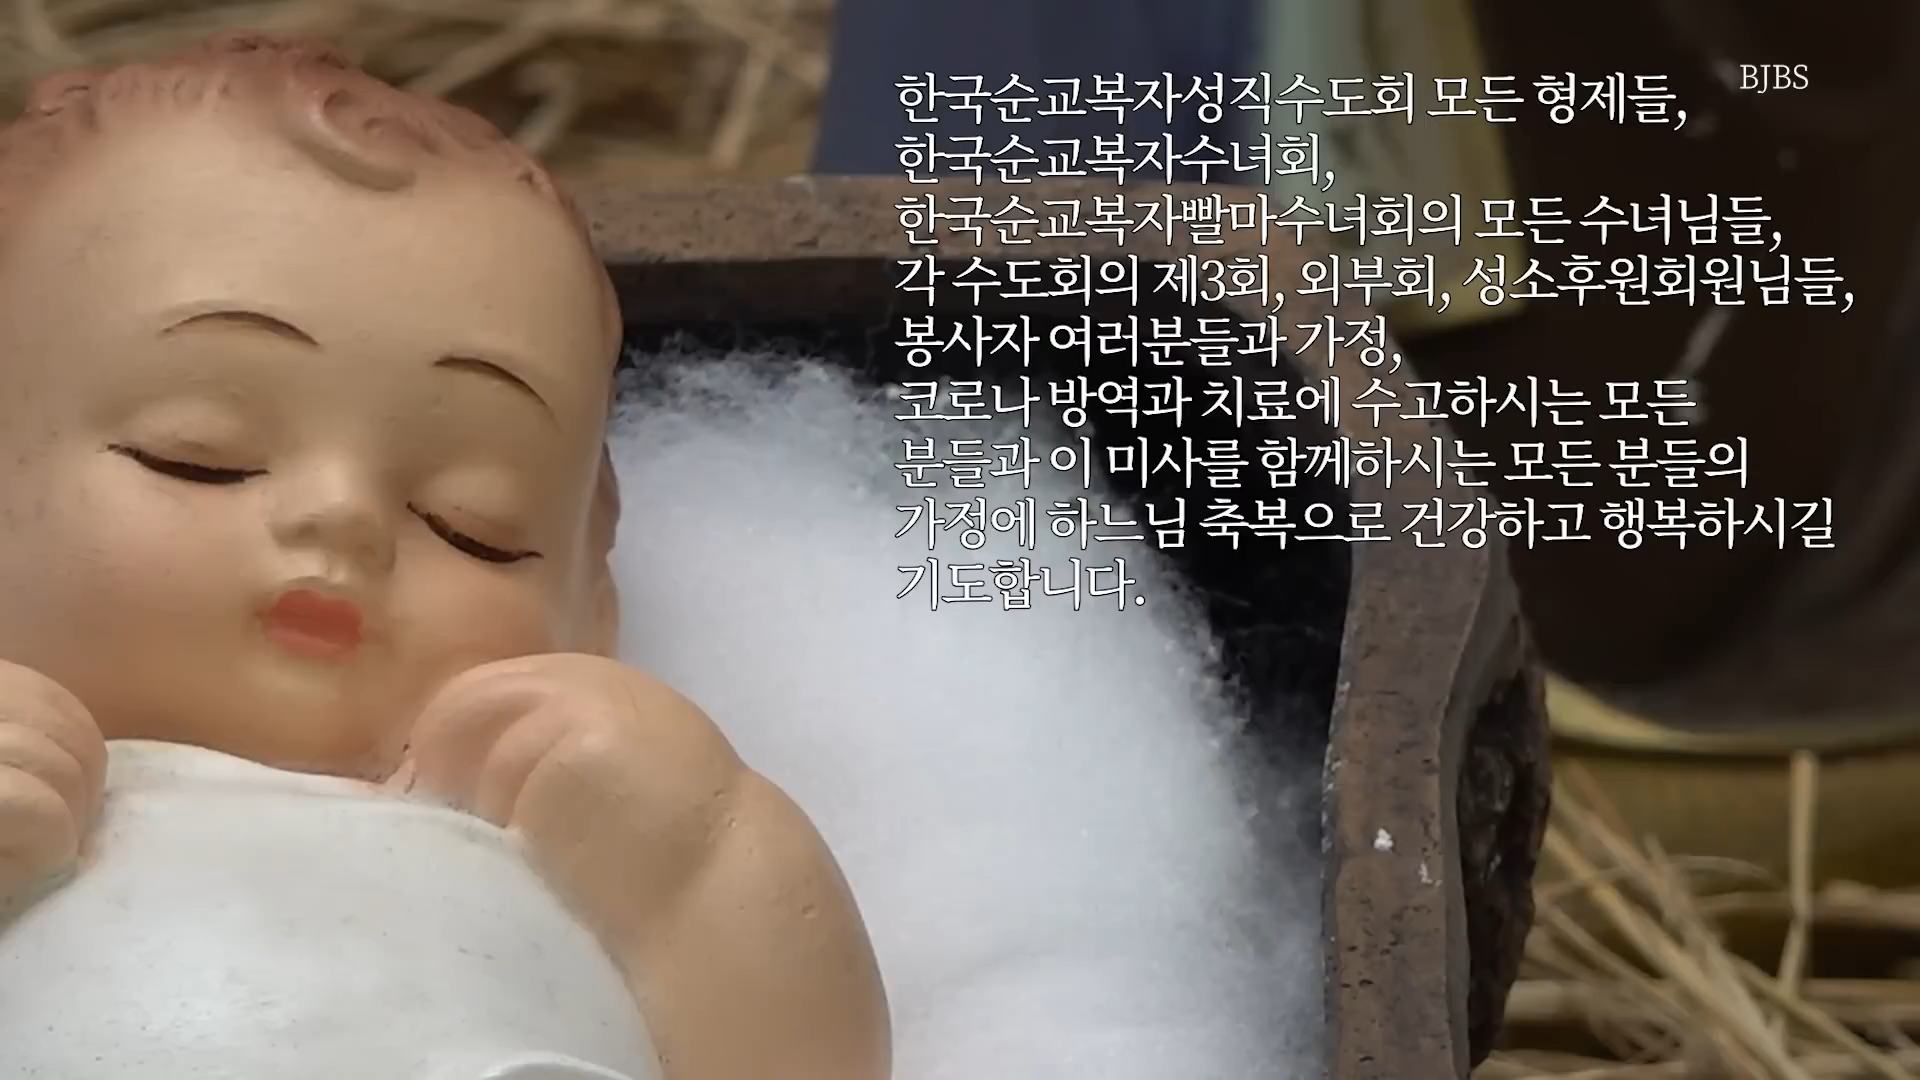 한국순교복자성직수도회 모든 형제들,
BJBS
한국순교복자수녀회,
한국순교복자빨마수녀회의 모든 수녀님들,
각 수도회의 제3회, 외부회, 성소후원회원님들,
봉사자 여러분들과 가정,
코로나 방역과 치료에 수고하시는 모든
분들과 이 미사를 함께하시는 모든 분들의
가정에 하느님 축복으로 건강하고 행복하시길
기도합니다.